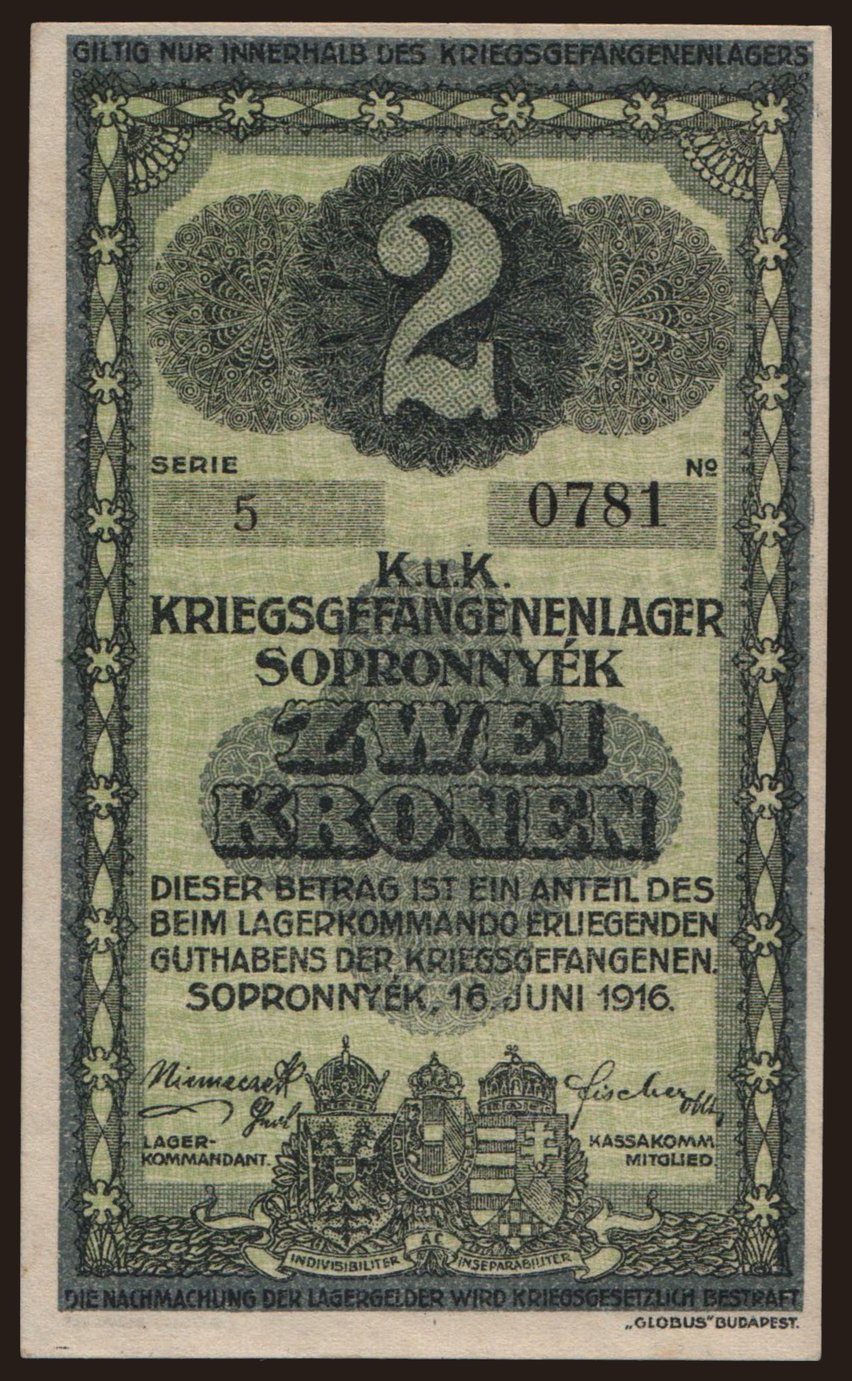 GILTIG NUR INNERHALB DES KRIEGSGEFANGENENLAGERS
2
SERIE No
5 0781
K.u.K.
KRIEGSGEFANGENENLAGER
SOPRONNYÉK
ZWEI
KRONEN
DIESER BETRAG IST EIN ANTEIL DES
BEIM LAGERKOMMANDO ERLIEGENDEN
GUTHABENS DER KRIEGSGEFANGENEN.
SOPRONNYÉK, 16. JUNI 1916.
Fischer
LAGER-
KOMMANDANT.
KASSAKOMM.
MITGLIED.
INDIVISIBILITER AC INSEPARABILITER
DIE NACHMACHUNG DER LAGERGELDER WIRD KRIEGSGESETZLICH BESTRAFT
„GLOBUS" BUDAPEST.